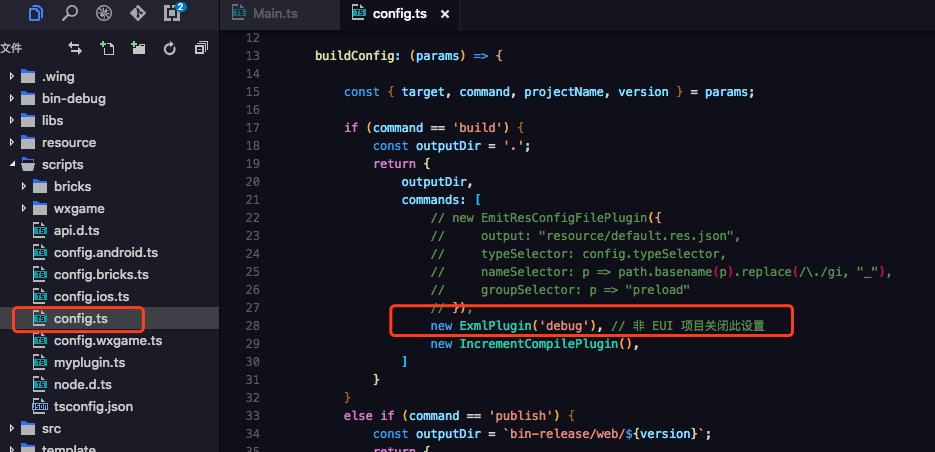 2
Main.ts
config.ts ×
文件
.wing
bin-debug
libs
resource
scripts
bricks
wxgame
api.d.ts
config.android.ts
config.bricks.ts
config.ios.ts
config.ts
config.wxgame.ts
myplugin.ts
node.d.ts
tsconfig.json
src
template
12
13 buildConfig: (params) => {
14
15 const { target, command, projectName, version } = params;
16
17 if (command == 'build') {
18 const outputDir = '.';
19 return {
20 outputDir,
21 commands: [
22 // new EmitResConfigFilePlugin({
23 // output: "resource/default.res.json",
24 // typeSelector: config.typeSelector,
25 // nameSelector: p => path.basename(p).replace(/\./gi, "_"),
26 // groupSelector: p => "preload"
27 // }),
28 new ExmlPlugin('debug'), // 非 EUI 项目关闭此设置
29 new IncrementCompilePlugin(),
30 ]
31 }
32 }
33 else if (command == 'publish') {
34 const outputDir = `bin-release/web/${version}`;
35 return {